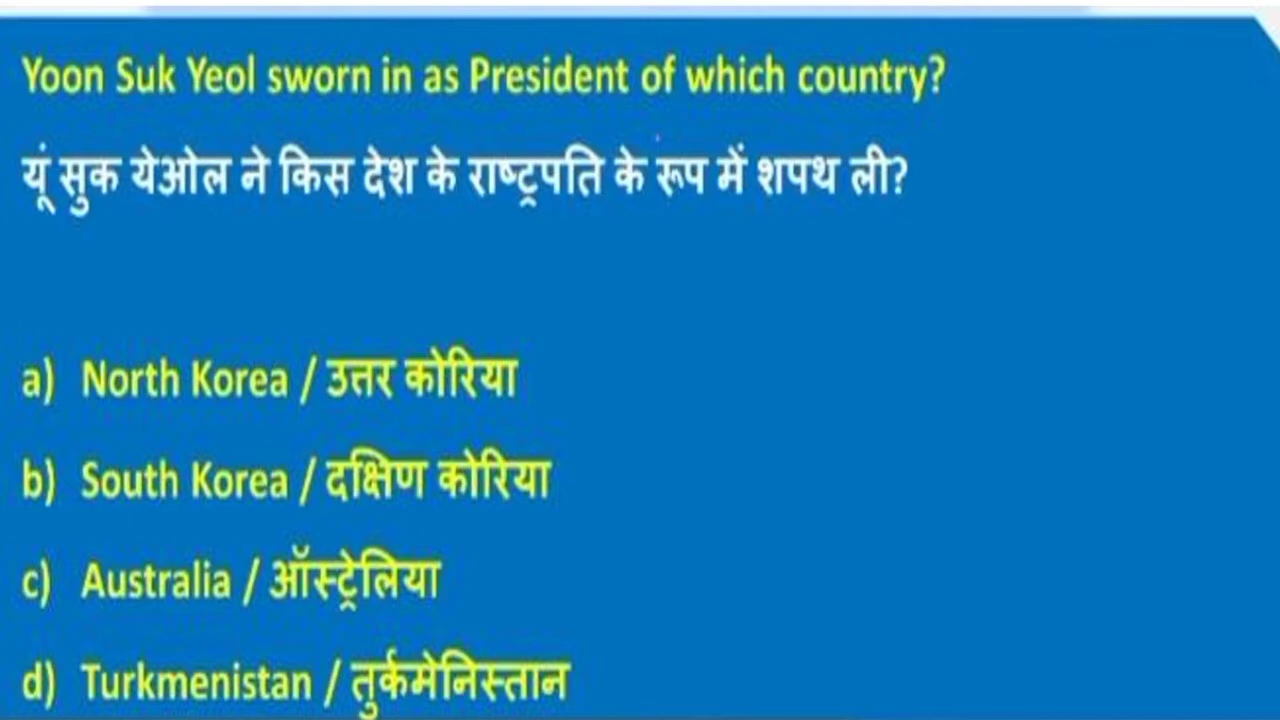 Yoon Suk Yeol sworn in as President of which country?
यूं सुक येओल ने किस देश के राष्ट्रपति के रूप में शपथ ली?
a) North Korea / उत्तर कोरिया
b) South Korea / दक्षिण कोरिया
c) Australia / ऑस्ट्रेलिया
d) Turkmenistan / तुर्कमेनिस्तान